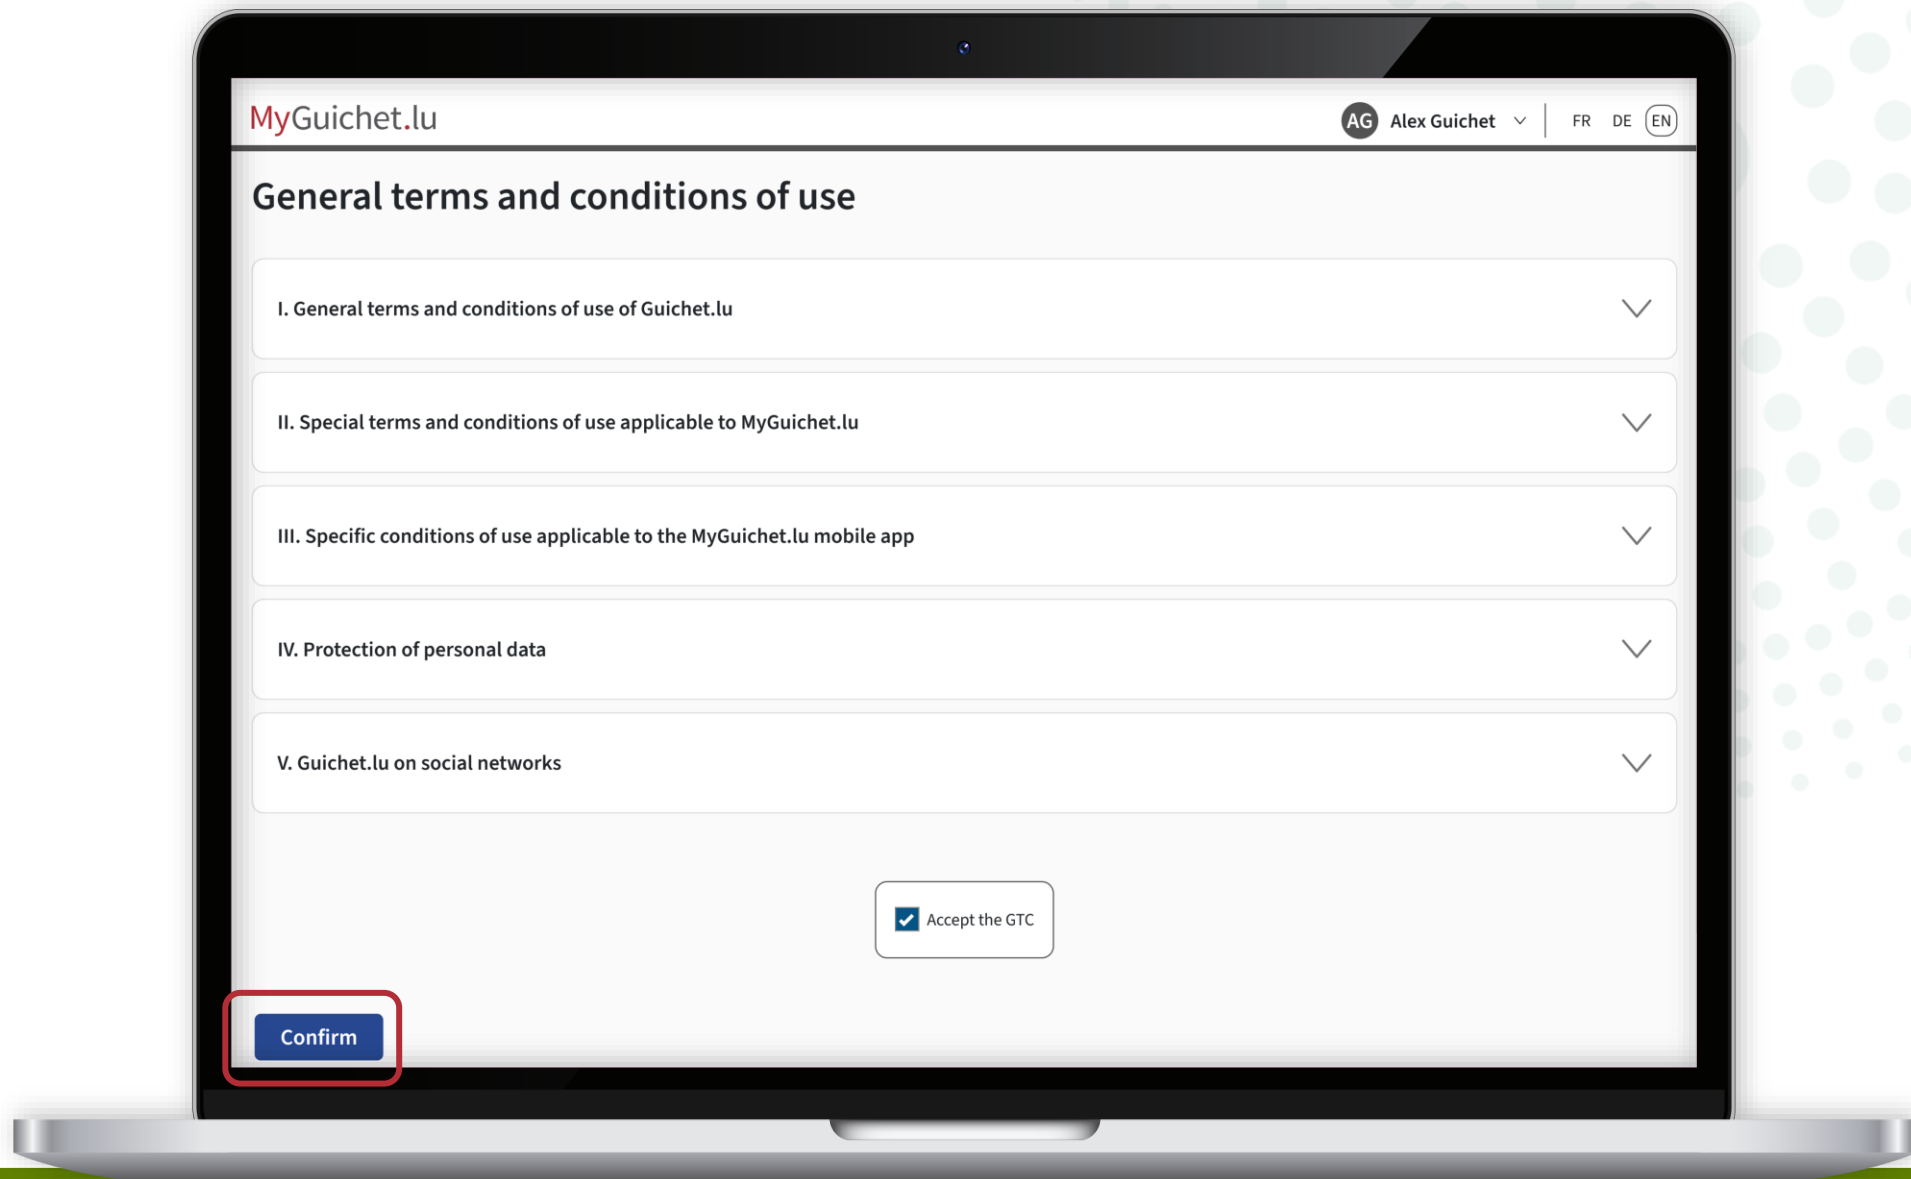 MyGuichet.lu
AG Alex Guichet FR DE EN
General terms and conditions of use
I. General terms and conditions of use of Guichet.lu
II. Special terms and conditions of use applicable to MyGuichet.lu
III. Specific conditions of use applicable to the MyGuichet.lu mobile app
IV. Protection of personal data
V. Guichet.lu on social networks
Accept the GTC
Confirm